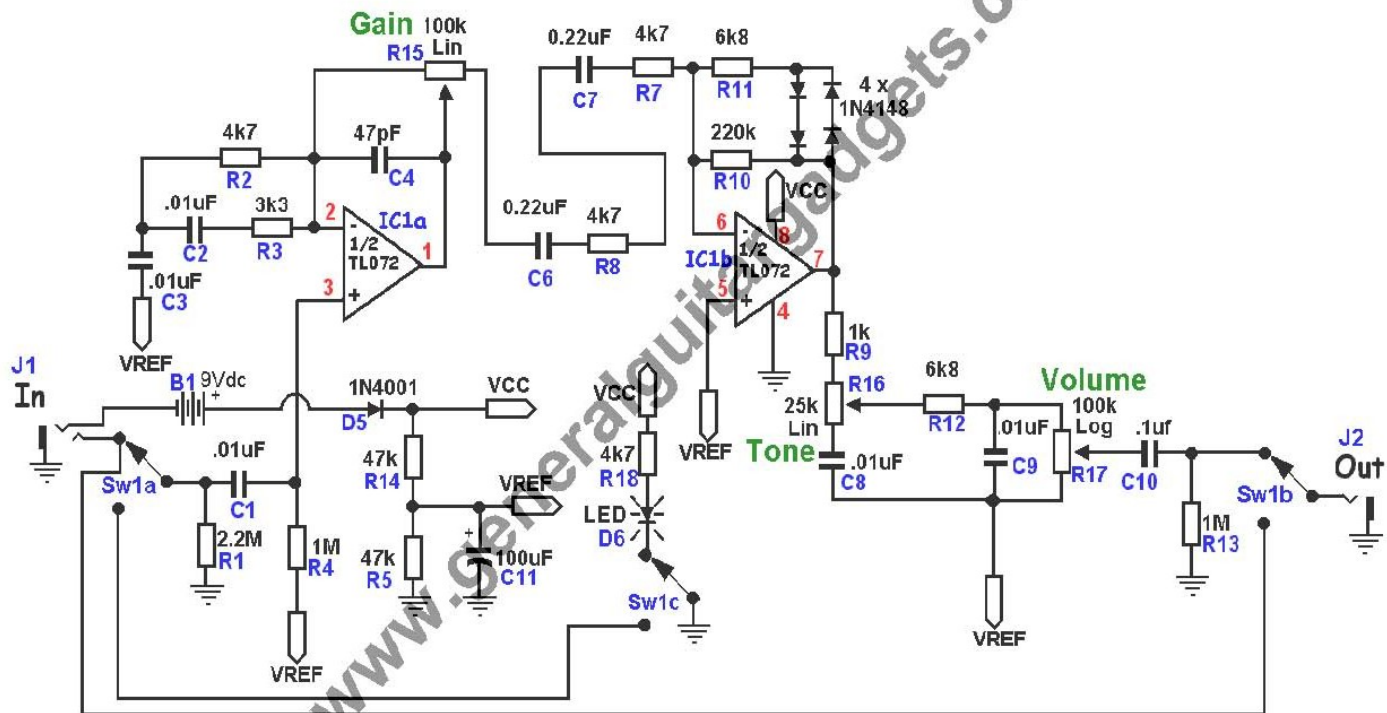 Gain
100k
Lin
R15
4k7
R2
47pF
C4
.01uF
C2
3k3
R3
.01uF
C3
VREF
2
-
IC1a
1/2
TL072
1
3
+
0.22uF
C7
4k7
R7
6k8
R11
4 x
1N4148
220k
R10
0.22uF
C6
4k7
R8
VCC
6
-
8
IC1b
1/2
TL072
7
5
+
4
VREF
1k
R9
R16
25k
Lin
Tone
.01uF
C8
6k8
R12
.01uF
C9
Volume
100k
Log
R17
.1uf
C10
1M
R13
VREF
J2
Out
Sw1b
J1
In
B1
9Vdc
+
1N4001
D5
VCC
Sw1a
.01uF
C1
2.2M
R1
1M
R4
VREF
47k
R14
VREF
47k
R5
+
100uF
C11
VCC
4k7
R18
LED
D6
Sw1c
www.generalguitargadgets.c